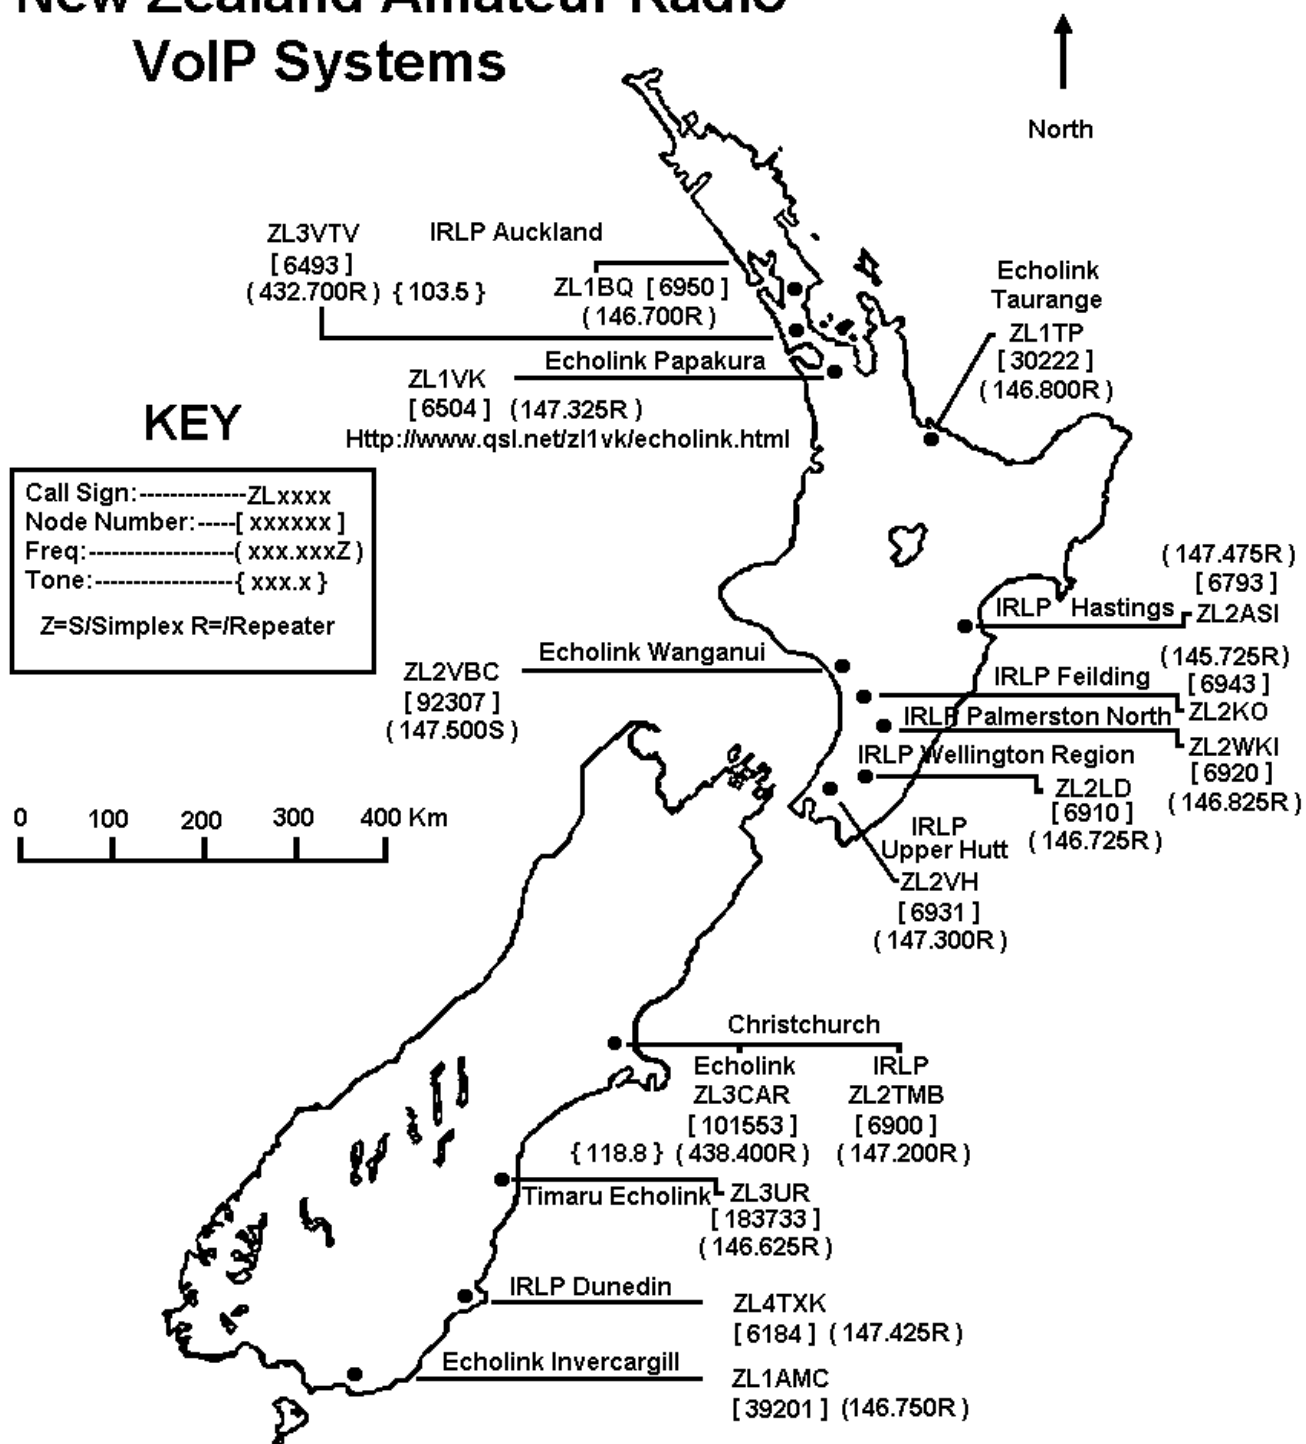 New Zealand Amateur Radio
VoIP Systems
North
ZL3VTV
[ 6493 ]
( 432.700R ) { 103.5 }
IRLP Auckland
ZL1BQ [ 6950 ]
( 146.700R )
Echolink
Taurange
ZL1TP
[ 30222 ]
( 146.800R )
Echolink Papakura
ZL1VK
[ 6504 ] ( 147.325R )
Http://www.qsl.net/zl1vk/echolink.html
KEY
Call Sign:--------------ZLxxxx
Node Number:-----[ xxxxxx ]
Freq:-------------------( xxx.xxxZ )
Tone:------------------{ xxx.x }
Z=S/Simplex R=/Repeater
( 147.475R )
[ 6793 ]
IRLP Hastings
ZL2ASI
Echolink Wanganui
ZL2VBC
[ 92307 ]
( 147.500S )
( 145.725R )
IRLP Feilding
[ 6943 ]
ZL2KO
IRLP Palmerston North
ZL2WKI
[ 6920 ]
( 146.825R )
IRLP Wellington Region
ZL2LD
[ 6910 ]
( 146.725R )
IRLP
Upper Hutt
ZL2VH
[ 6931 ]
( 147.300R )
0 100 200 300 400 Km
Christchurch
Echolink
ZL3CAR
[ 101553 ]
{ 118.8 } ( 438.400R )
IRLP
ZL2TMB
[ 6900 ]
( 147.200R )
Timaru Echolink
ZL3UR
[ 183733 ]
( 146.625R )
IRLP Dunedin
ZL4TXK
[ 6184 ] ( 147.425R )
Echolink Invercargill
ZL1AMC
[ 39201 ] (146.750R )